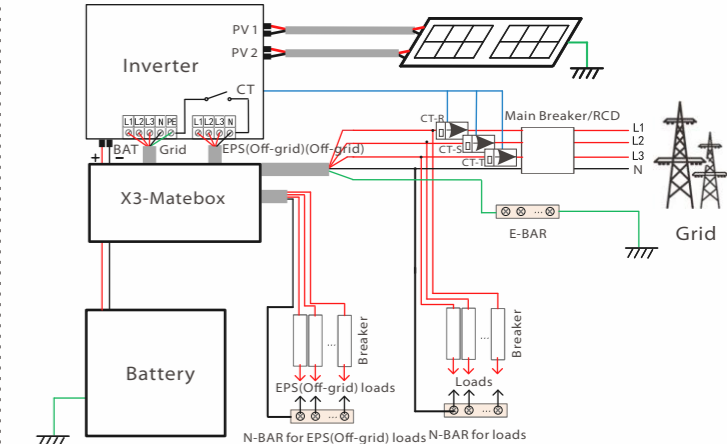 PV 1
PV 2
Inverter
CT
L1 L2 L3 N PE
L1 L2 L3 N
BAT
Grid
EPS(Off-grid)(Off-grid)
+
−
CT-R
CT-S
CT-T
Main Breaker/RCD
L1
L2
L3
N
X3-Matebox
E-BAR
Grid
Battery
...
Breaker
EPS(Off-grid) loads
N-BAR for EPS(Off-grid) loads
...
Breaker
Loads
N-BAR for loads